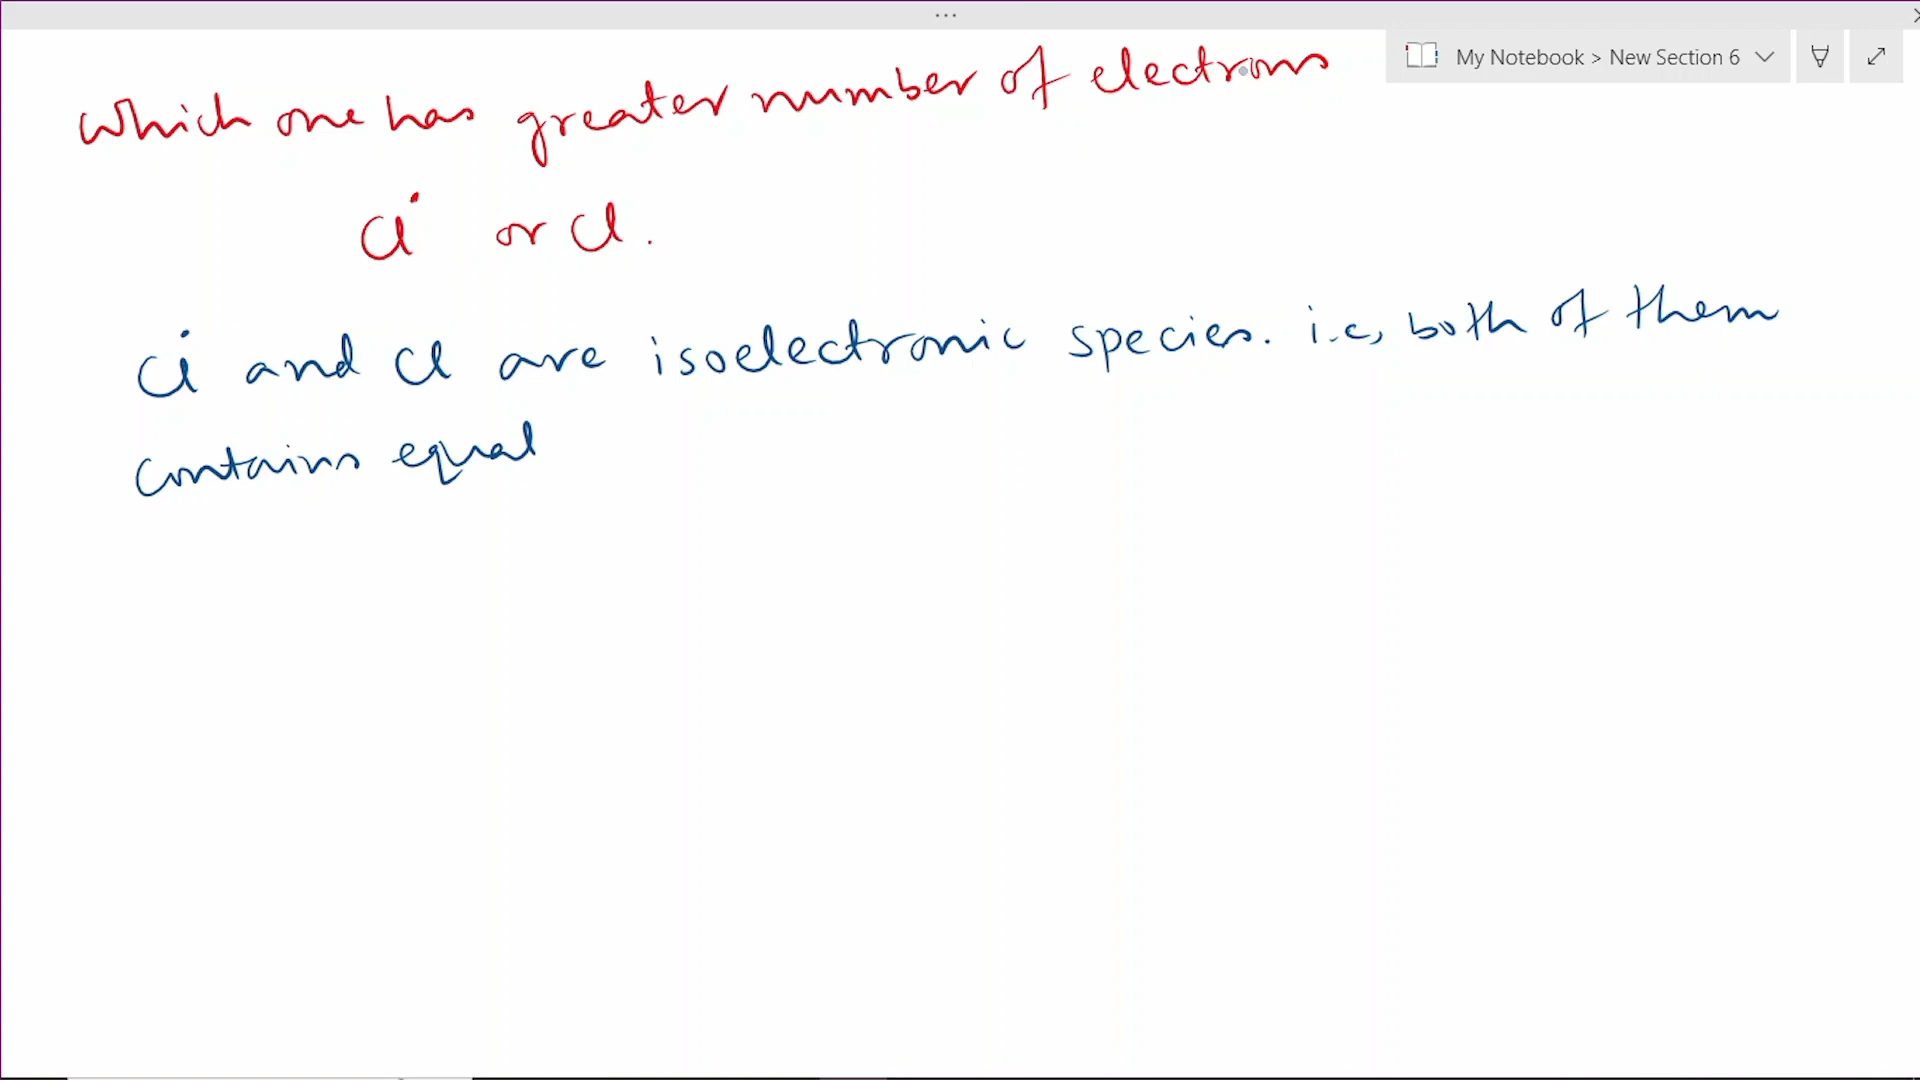 ...
My Notebook > New Section 6
which one has greater number of electrons
Cl• or Cl.
Cl• and Cl are isoelectronic species. i.e, both of them
contains equal